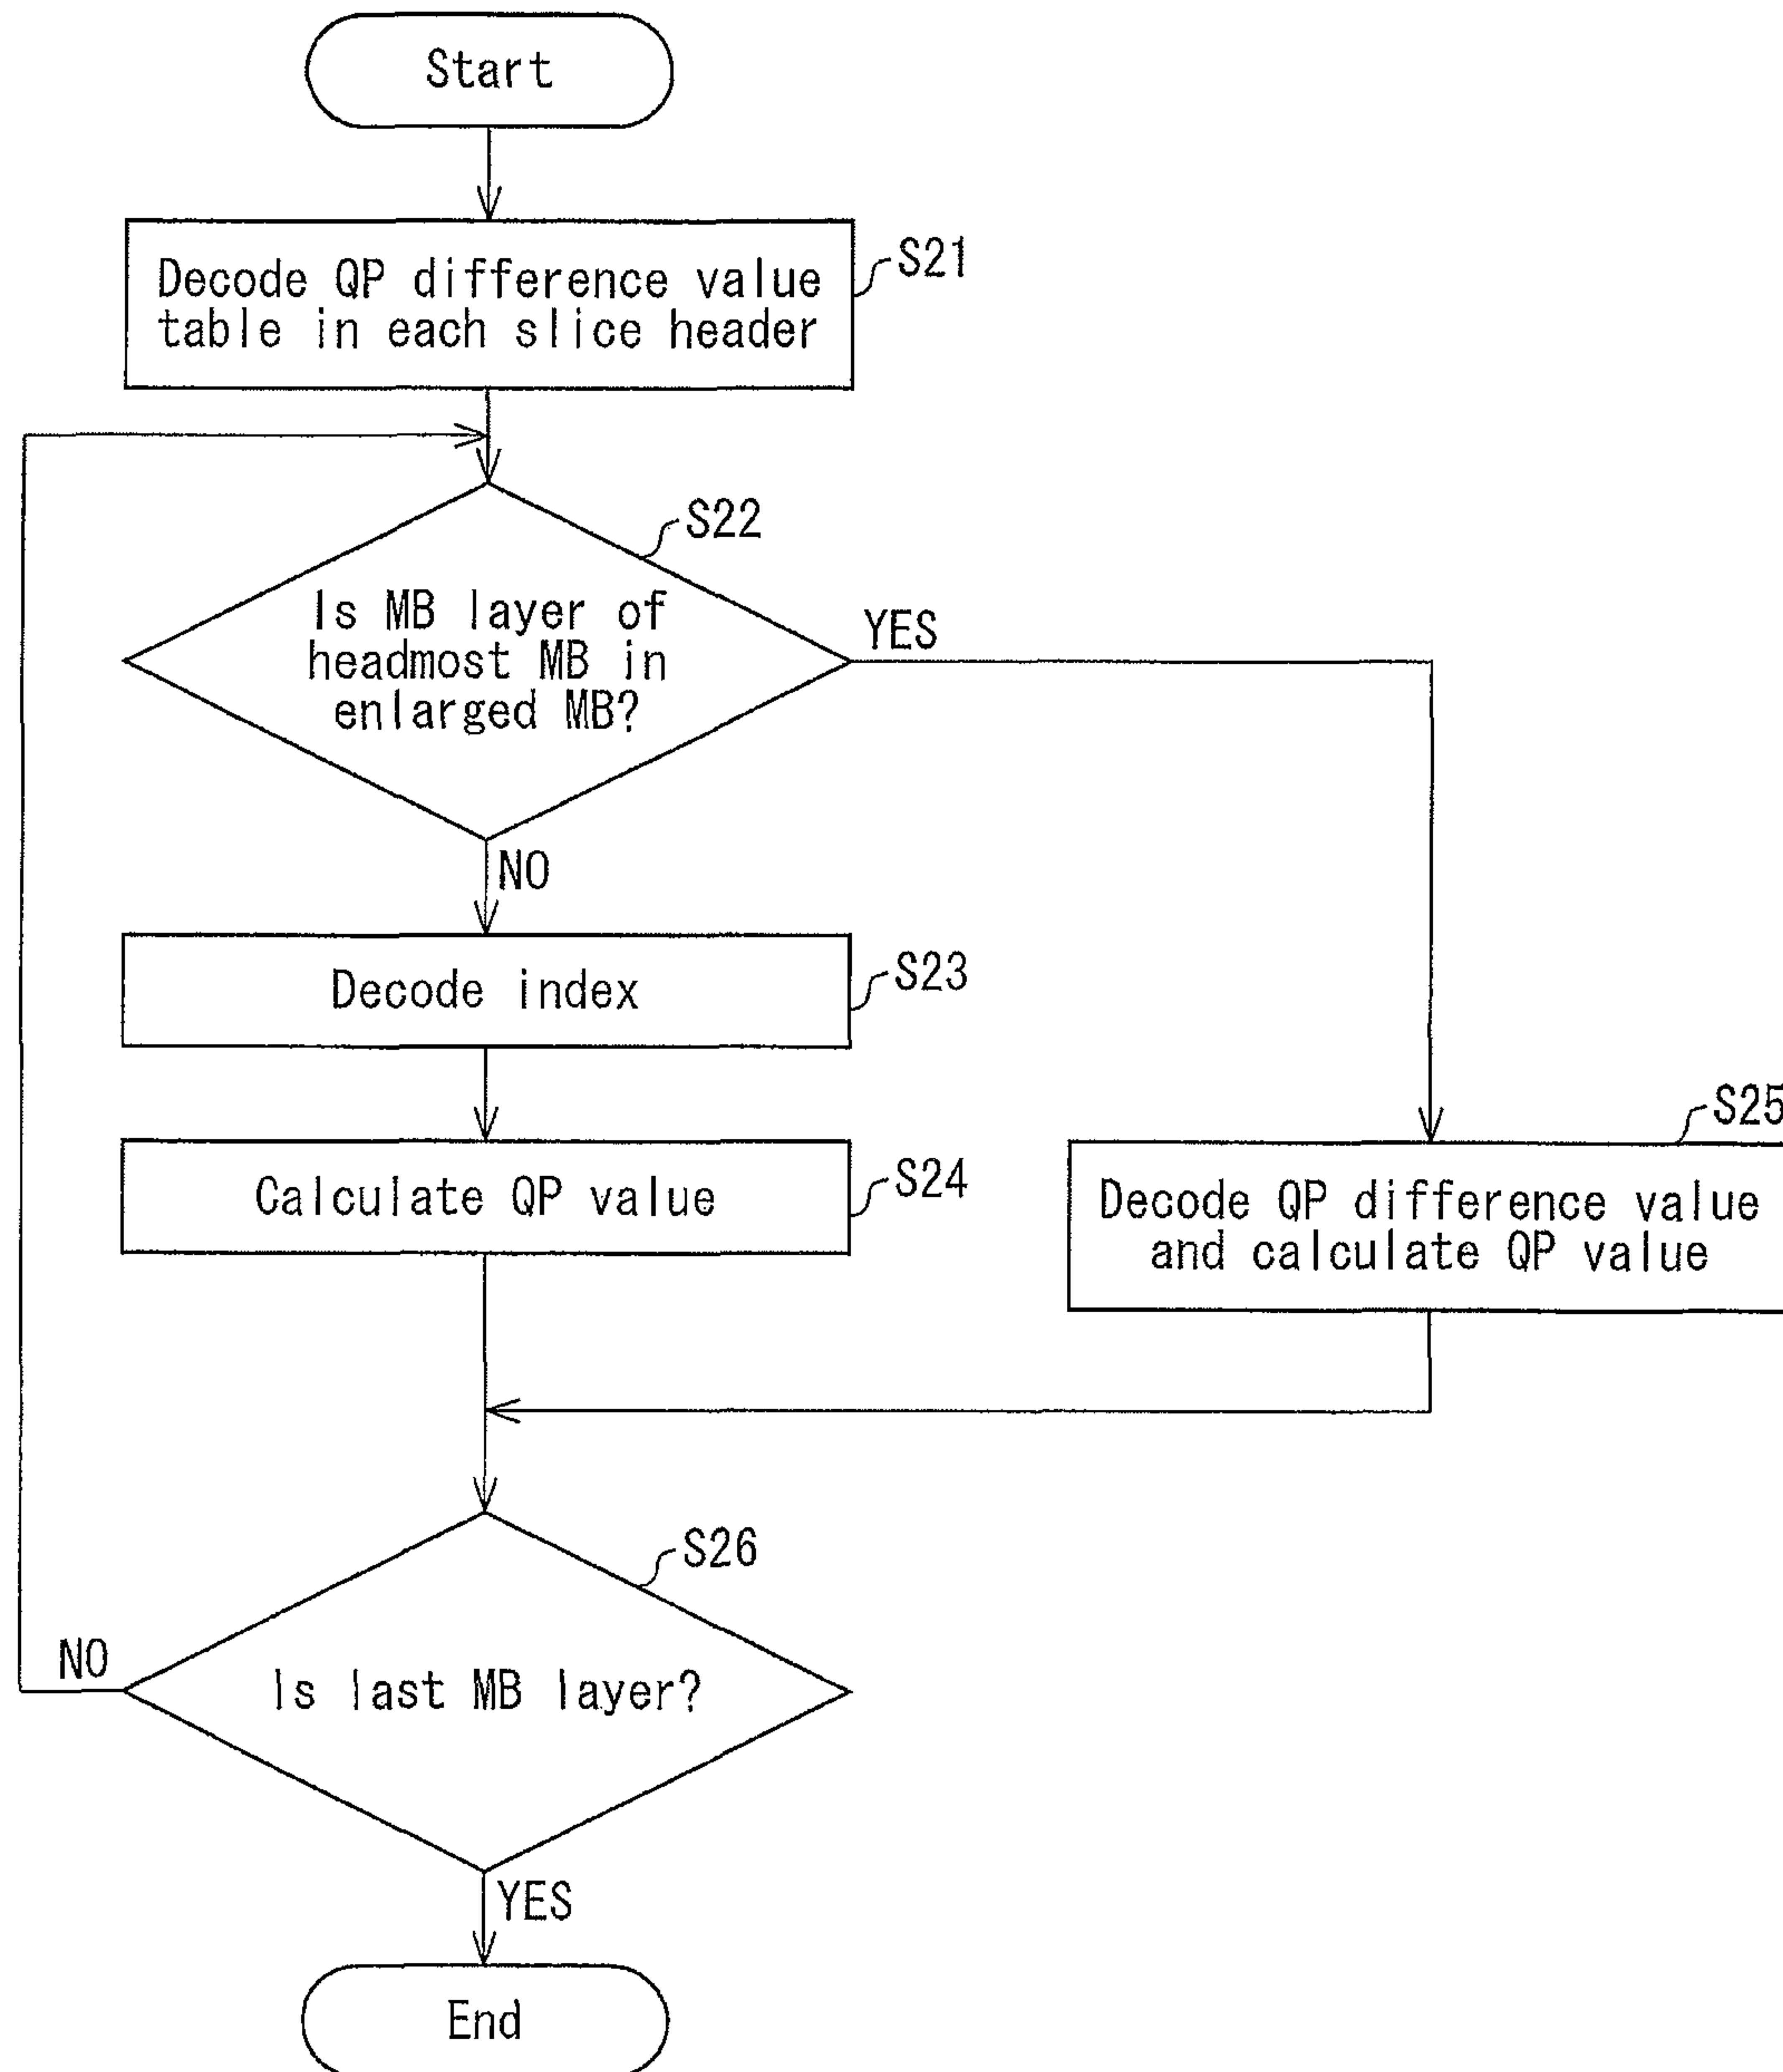 Start
Decode QP difference value
table in each slice header
S21
S22
Is MB layer of
headmost MB in
enlarged MB?
YES
NO
Decode index
S23
Calculate QP value
S24
S25
Decode QP difference value
and calculate QP value
S26
Is last MB layer?
NO
YES
End